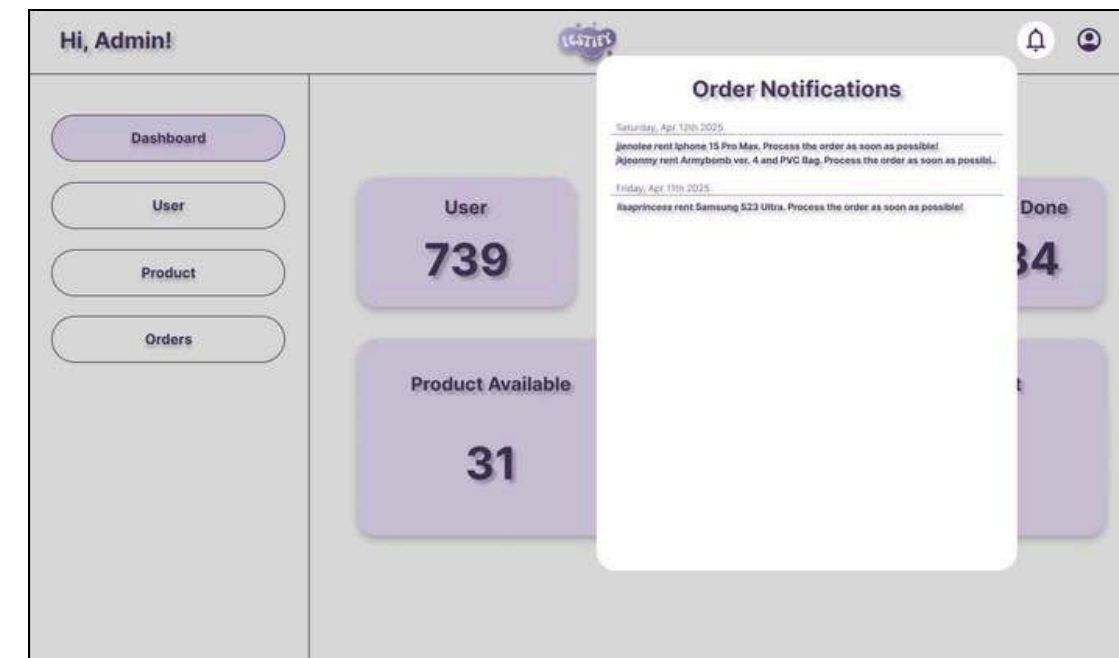 Hi, Admin!
Order Notifications
Saturday, Apr 12th 2025
jjenolee rent Iphone 15 Pro Max. Process the order as soon as possible!
jkjeonmy rent Armybomb ver. 4 and PVC Bag. Process the order as soon as possibl..
Friday, Apr 11th 2025
lisaprincess rent Samsung S23 Ultra. Process the order as soon as possible!
Dashboard
User
Product
Orders
User
739
Done
34
Product Available
31
t